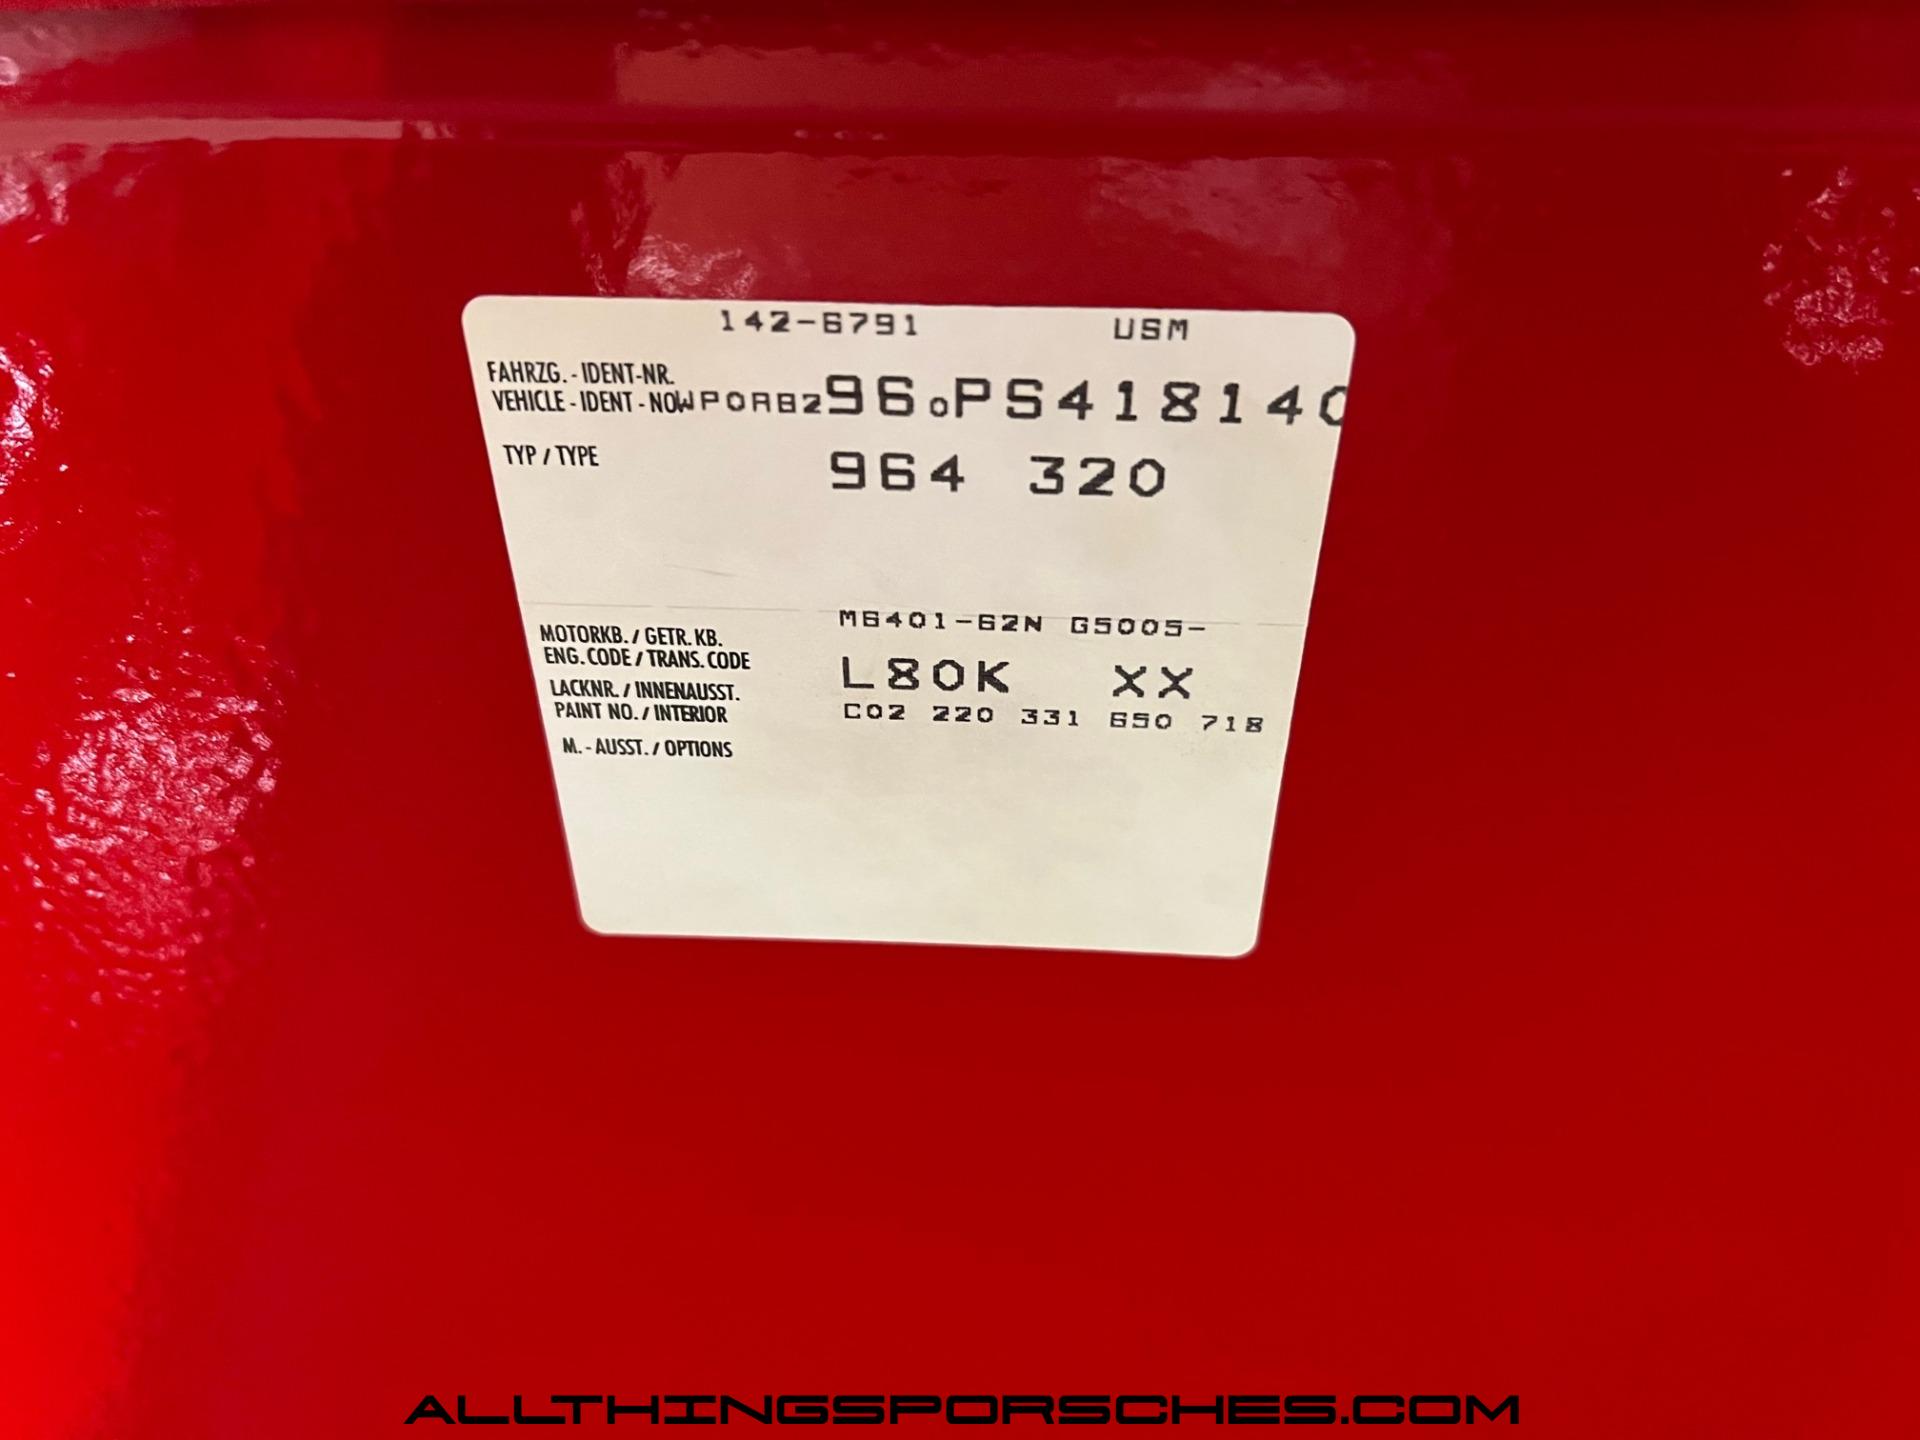 142-6791 USM
FAHRZG. - IDENT-NR.
VEHICLE - IDENT - NOWP0AB296oPS418140
TYP / TYPE 964 320
MOTORKB. / GETR. KB. M6401-62N G5005-
ENG. CODE / TRANS. CODE
LACKNR. / INNENAUSST. L80K XX
PAINT NO. / INTERIOR C02 220 331 650 718
M. - AUSST. / OPTIONS
ALLTHINGSPORSCHES.COM